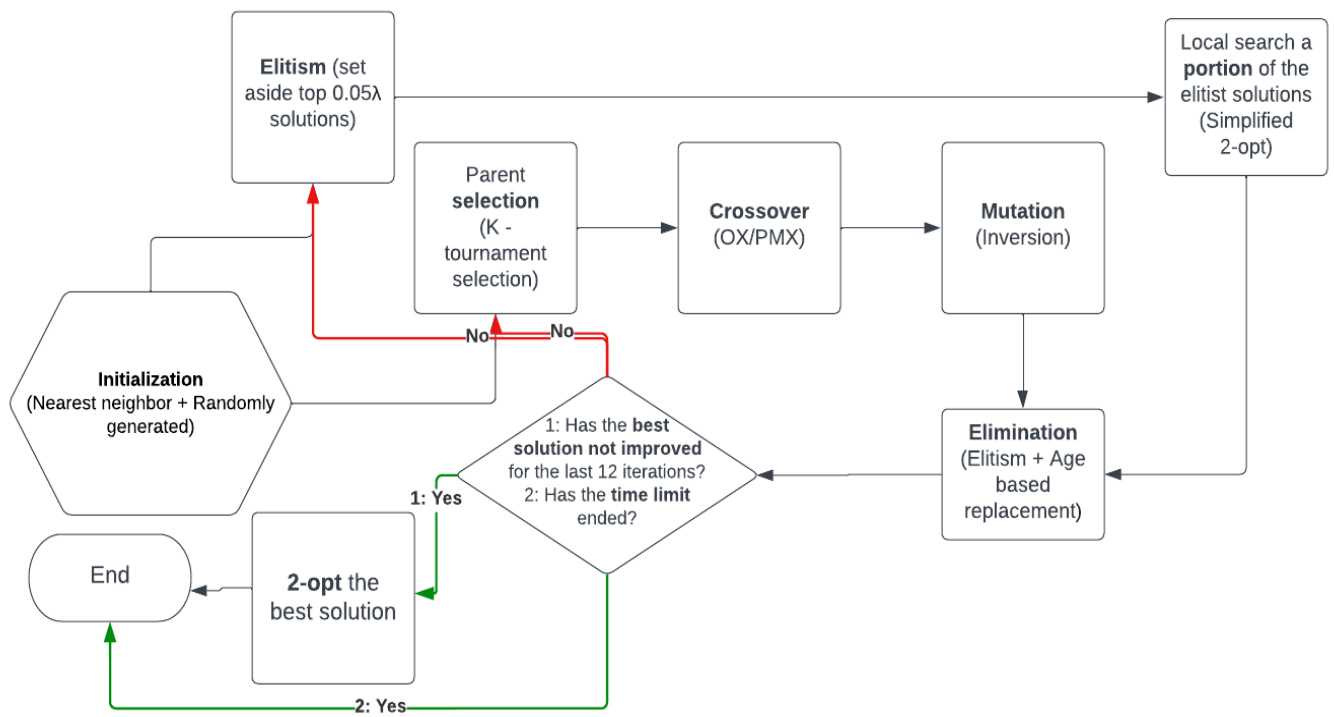 Elitism (set
aside top 0.05λ
solutions)
Local search a
portion of the
elitist solutions
(Simplified
2-opt)
Parent
selection
(K -
tournament
selection)
Crossover
(OX/PMX)
Mutation
(Inversion)
No
No
Initialization
(Nearest neighbor + Randomly
generated)
1: Has the best
solution not improved
for the last 12 iterations?
2: Has the time limit
ended?
Elimination
(Elitism + Age
based
replacement)
1: Yes
End
2-opt the
best solution
2: Yes